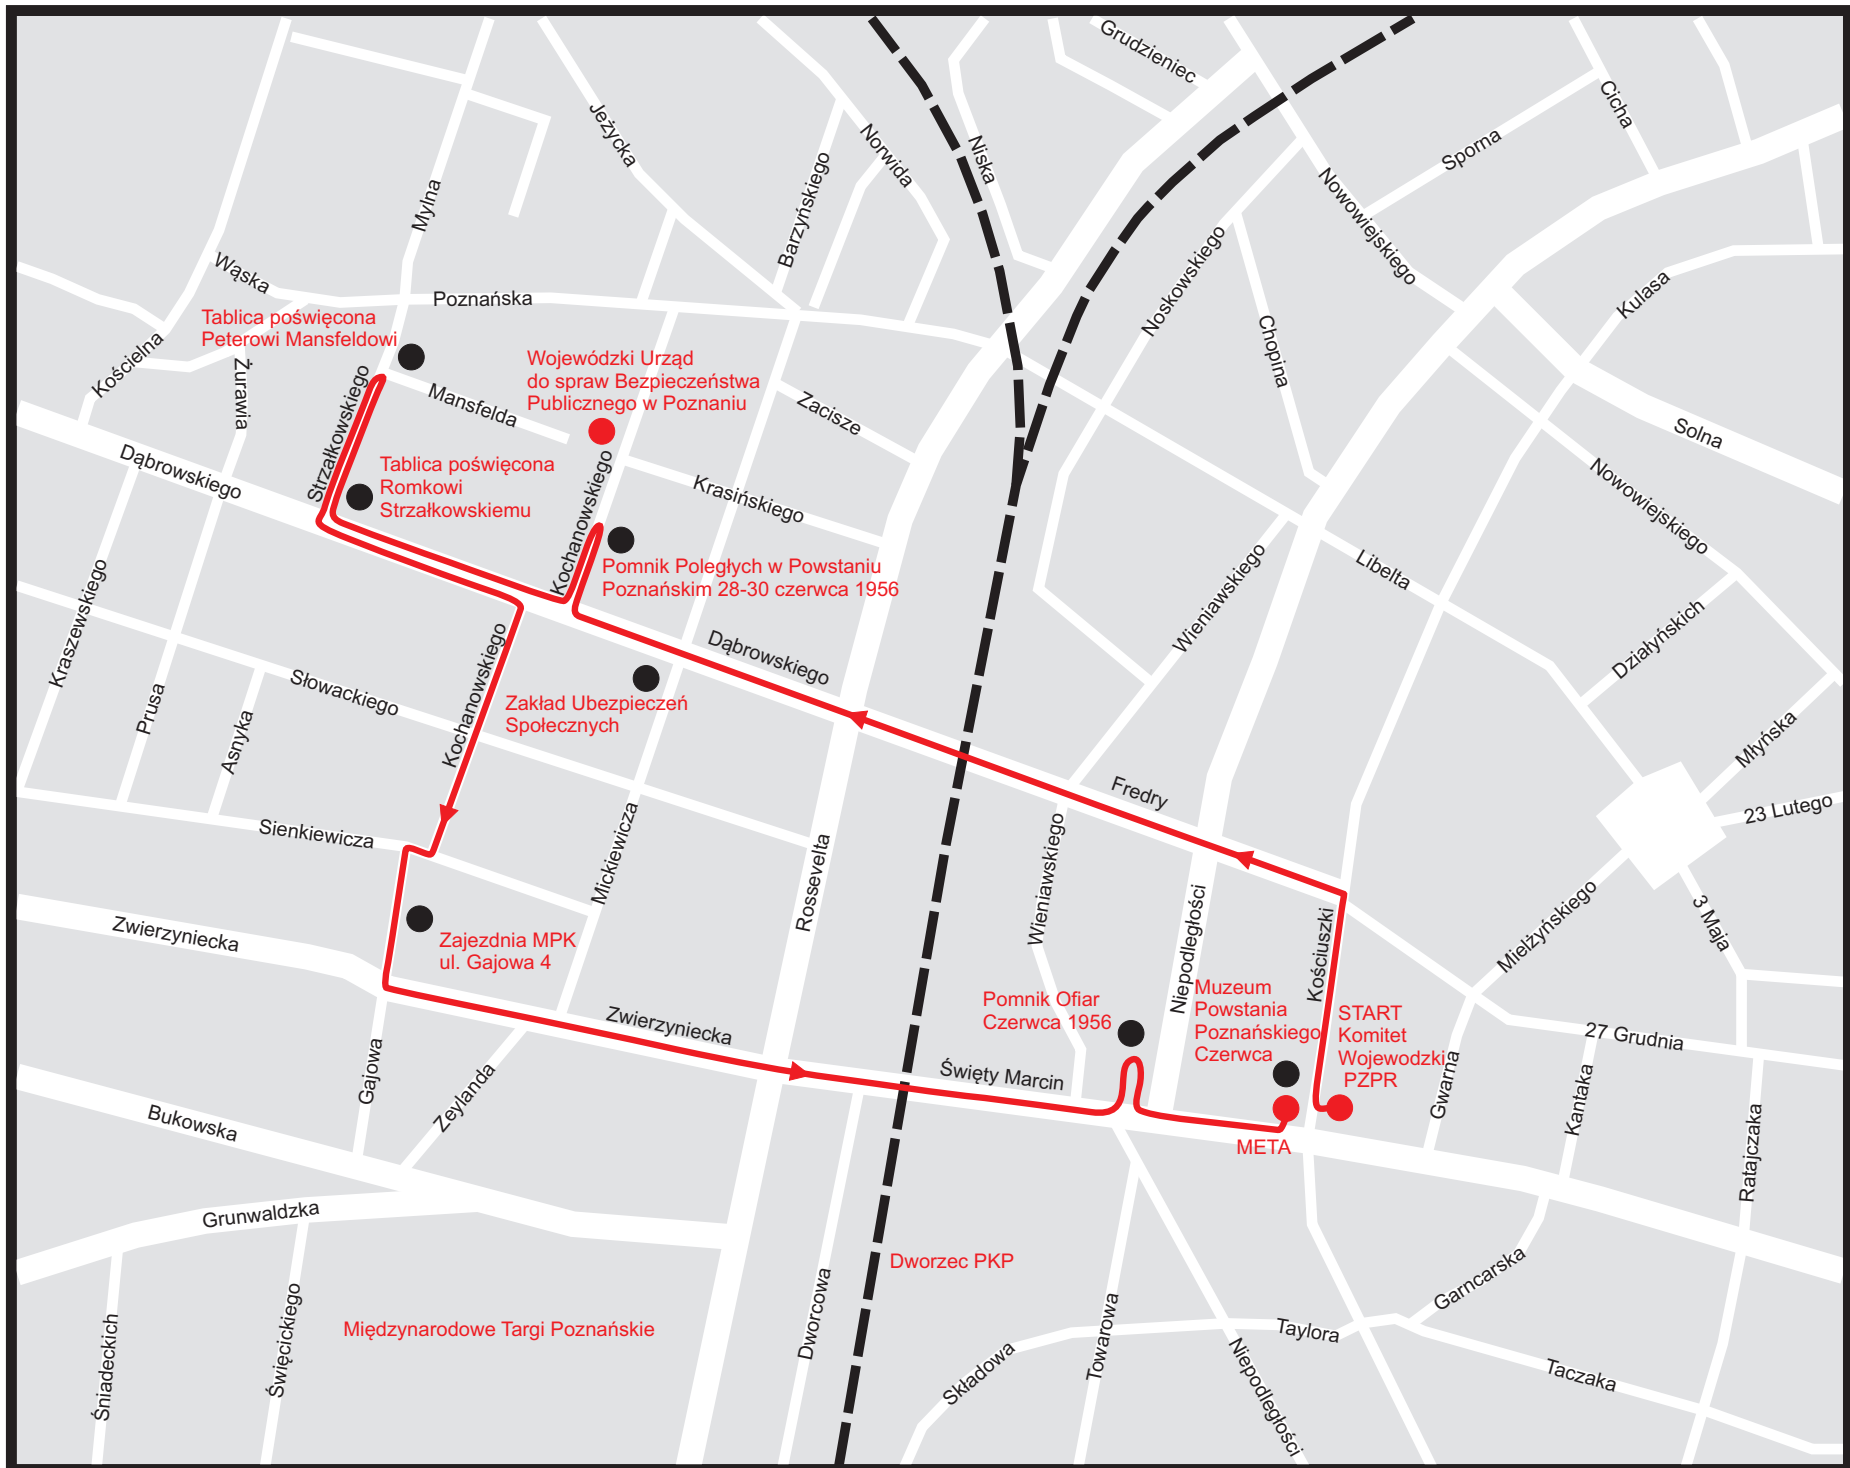 Grudzieniec
Cicha
Jeżycka
Norwida
Niska
Sporna
Mylna
Barzyńskiego
Nowowiejskiego
Wąska
Poznańska
Noskowskiego
Kulasa
Tablica poświęcona
Peterowi Mansfeldowi
Kościelna
Żurawia
Strzałkowskiego
Mansfelda
Wojewódzki Urząd
do spraw Bezpieczeństwa
Publicznego w Poznaniu
Zacisze
Chopina
Solna
Dąbrowskiego
Tablica poświęcona
Romkowi
Strzałkowskiemu
Kochanowskiego
Krasińskiego
Nowowiejskiego
Pomnik Poległych w Powstaniu
Poznańskim 28-30 czerwca 1956
Libelta
Wieniawskiego
Działyńskich
Kraszewskiego
Prusa
Asnyka
Słowackiego
Kochanowskiego
Dąbrowskiego
Zakład Ubezpieczeń
Społecznych
Młyńska
23 Lutego
Fredry
Sienkiewicza
Mickiewicza
Rossevelta
Wieniawskiego
Niepodległości
Kościuszki
Mielżyńskiego
3 Maja
Zwierzyniecka
Zajezdnia MPK
ul. Gajowa 4
Zwierzyniecka
Pomnik Ofiar
Czerwca 1956
Muzeum
Powstania
Poznańskiego
Czerwca
START
Komitet
Wojewodzki
PZPR
27 Grudnia
Święty Marcin
Gajowa
Zeylanda
Gwarna
Kantaka
Ratajczaka
Bukowska
META
Grunwaldzka
Dworzec PKP
Garncarska
Śniadeckich
Święcickiego
Międzynarodowe Targi Poznańskie
Dworcowa
Składowa
Towarowa
Taylora
Niepodległości
Taczaka